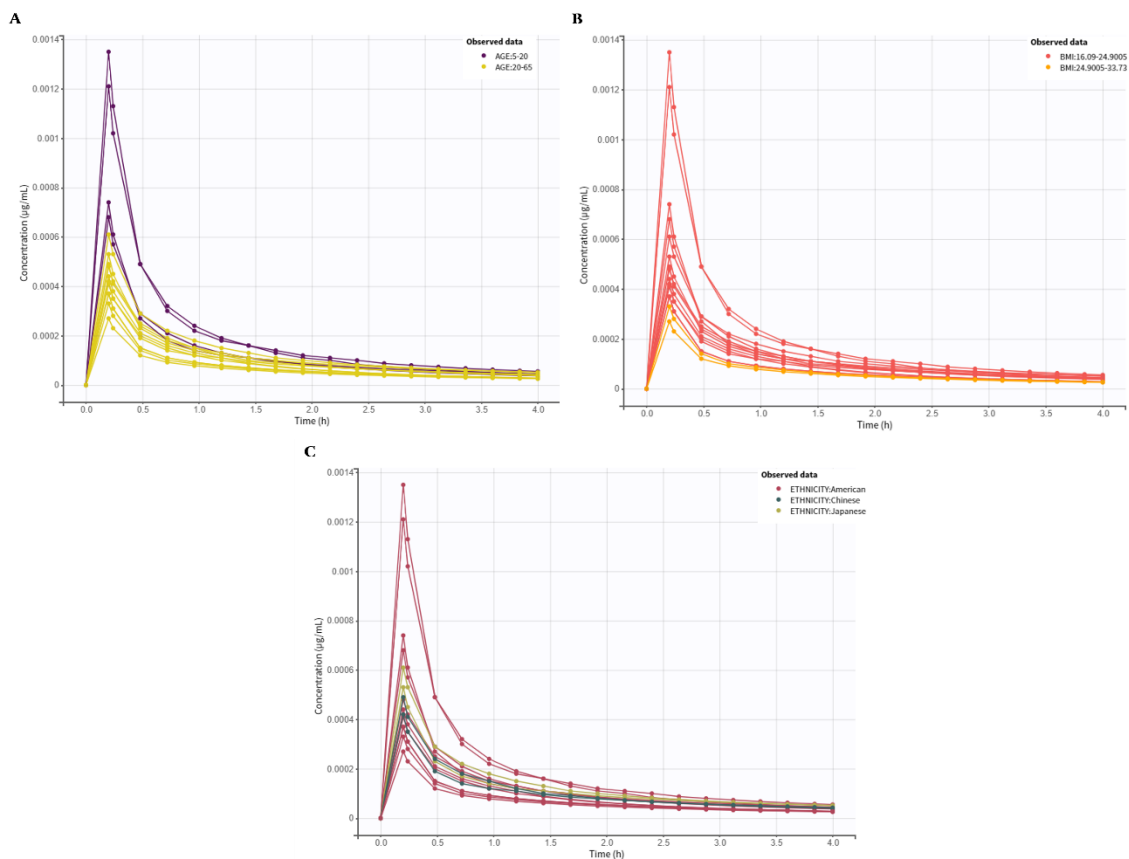 A
Observed data
AGE:5-20
AGE:20-65
Concentration (µg/mL)
0.0014
0.0012
0.001
0.0008
0.0006
0.0004
0.0002
0
0.0 0.5 1.0 1.5 2.0 2.5 3.0 3.5 4.0
Time (h)
B
Observed data
BMI:16.09-24.9005
BMI:24.9005-33.73
Concentration (µg/mL)
0.0014
0.0012
0.001
0.0008
0.0006
0.0004
0.0002
0
0.0 0.5 1.0 1.5 2.0 2.5 3.0 3.5 4.0
Time (h)
C
Observed data
ETHNICITY:American
ETHNICITY:Chinese
ETHNICITY:Japanese
Concentration (µg/mL)
0.0014
0.0012
0.001
0.0008
0.0006
0.0004
0.0002
0
0.0 0.5 1.0 1.5 2.0 2.5 3.0 3.5 4.0
Time (h)